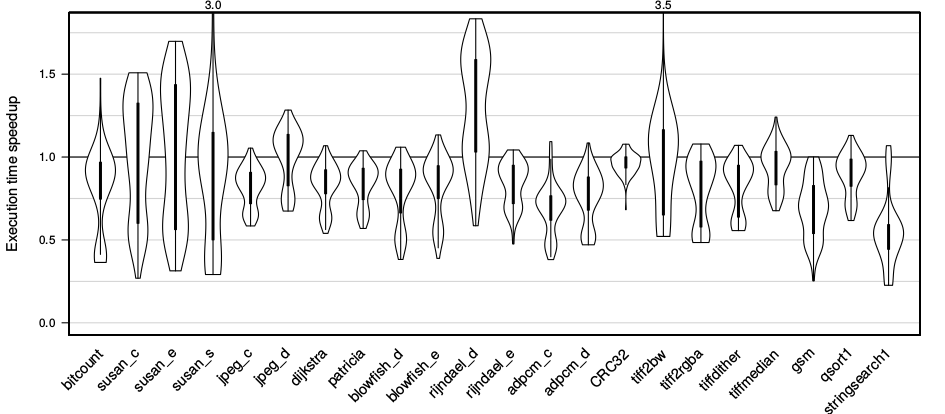 3.0 3.5
Execution time speedup
1.5
1.0
0.5
0.0
bitcount
susan_c
susan_e
susan_s
jpeg_c
jpeg_d
dijkstra
patricia
blowfish_d
blowfish_e
rijndael_d
rijndael_e
adpcm_c
adpcm_d
CRC32
tiff2bw
tiff2rgba
tiffdither
tiffmedian
gsm
qsort1
stringsearch1